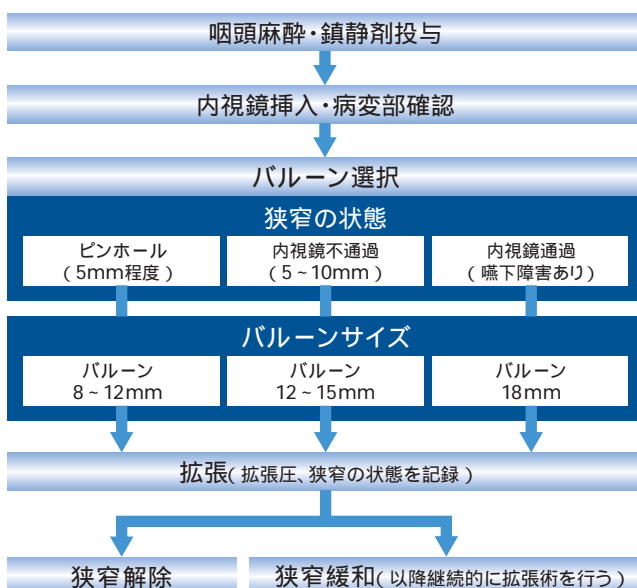 咽頭麻酔・鎮静剤投与
内視鏡挿入・病変部確認
バルーン選択
狭窄の状態
ピンホール
(5mm程度)
内視鏡不通過
(5~10mm)
内視鏡通過
(嚥下障害あり)
バルーンサイズ
バルーン
8~12mm
バルーン
12~15mm
バルーン
18mm
拡張(拡張圧、狭窄の状態を記録)
狭窄解除
狭窄緩和(以降継続的に拡張術を行う)